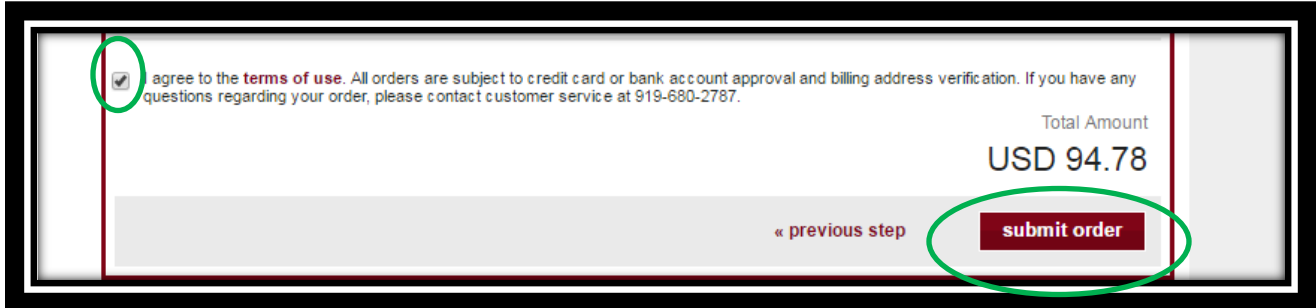 I agree to the terms of use. All orders are subject to credit card or bank account approval and billing address verification. If you have any
questions regarding your order, please contact customer service at 919-680-2787.
Total Amount
USD 94.78
« previous step
submit order